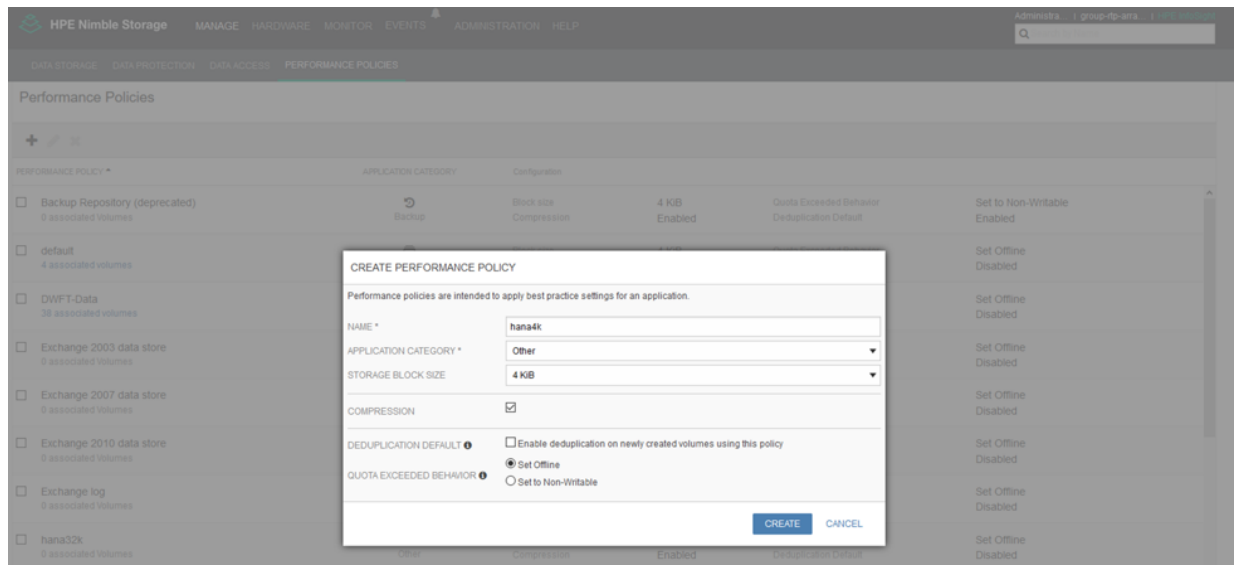 HPE Nimble Storage MANAGE HARDWARE MONITOR EVENTS ADMINISTRATION HELP
Administra... | group-rtp-arra... |
DATA STORAGE DATA PROTECTION DATA ACCESS PERFORMANCE POLICIES
Performance Policies
PERFORMANCE POLICY APPLICATION CATEGORY Configuration
Backup Repository (deprecated) Block size 4 KiB Quota Exceeded Behavior Set to Non-Writable
0 associated volumes Backup Compression Enabled Deduplication Default Enabled
default Set Offline
4 associated volumes Disabled
CREATE PERFORMANCE POLICY
Performance policies are intended to apply best practice settings for an application.
DWFT-Data Set Offline
38 associated volumes Disabled
NAME * hana4k
Exchange 2003 data store APPLICATION CATEGORY * Other Set Offline
0 associated volumes Disabled
STORAGE BLOCK SIZE 4 KiB
Exchange 2007 data store Set Offline
0 associated volumes COMPRESSION Disabled
Exchange 2010 data store DEDUPLICATION DEFAULT Enable deduplication on newly created volumes using this policy Set Offline
0 associated volumes Disabled
Set Offline
QUOTA EXCEEDED BEHAVIOR
Set to Non-Writable
Exchange log Set Offline
0 associated volumes Disabled
CREATE CANCEL
hana32k Set Offline
0 associated volumes Other Compression Enabled Deduplication Default Disabled